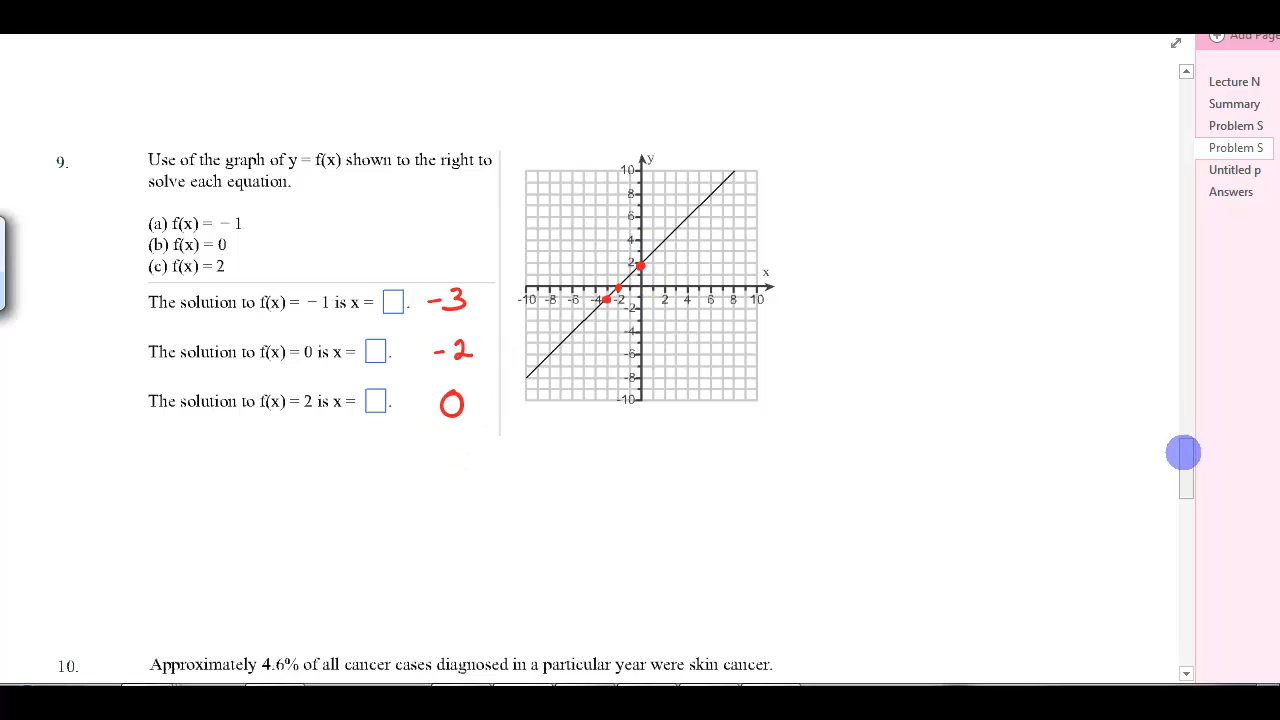 Add Page
Lecture N
Summary
Problem S
Problem S
Untitled p
Answers
9.
Use of the graph of y = f(x) shown to the right to
solve each equation.
(a) f(x) = − 1
(b) f(x) = 0
(c) f(x) = 2
The solution to f(x) = − 1 is x = . -3
The solution to f(x) = 0 is x = . -2
The solution to f(x) = 2 is x = . 0
y
10
8
6
4
2
x
-10 -8 -6 -4 -2 2 4 6 8 10
-2
-4
-6
-8
-10
10.
Approximately 4.6% of all cancer cases diagnosed in a particular year were skin cancer.